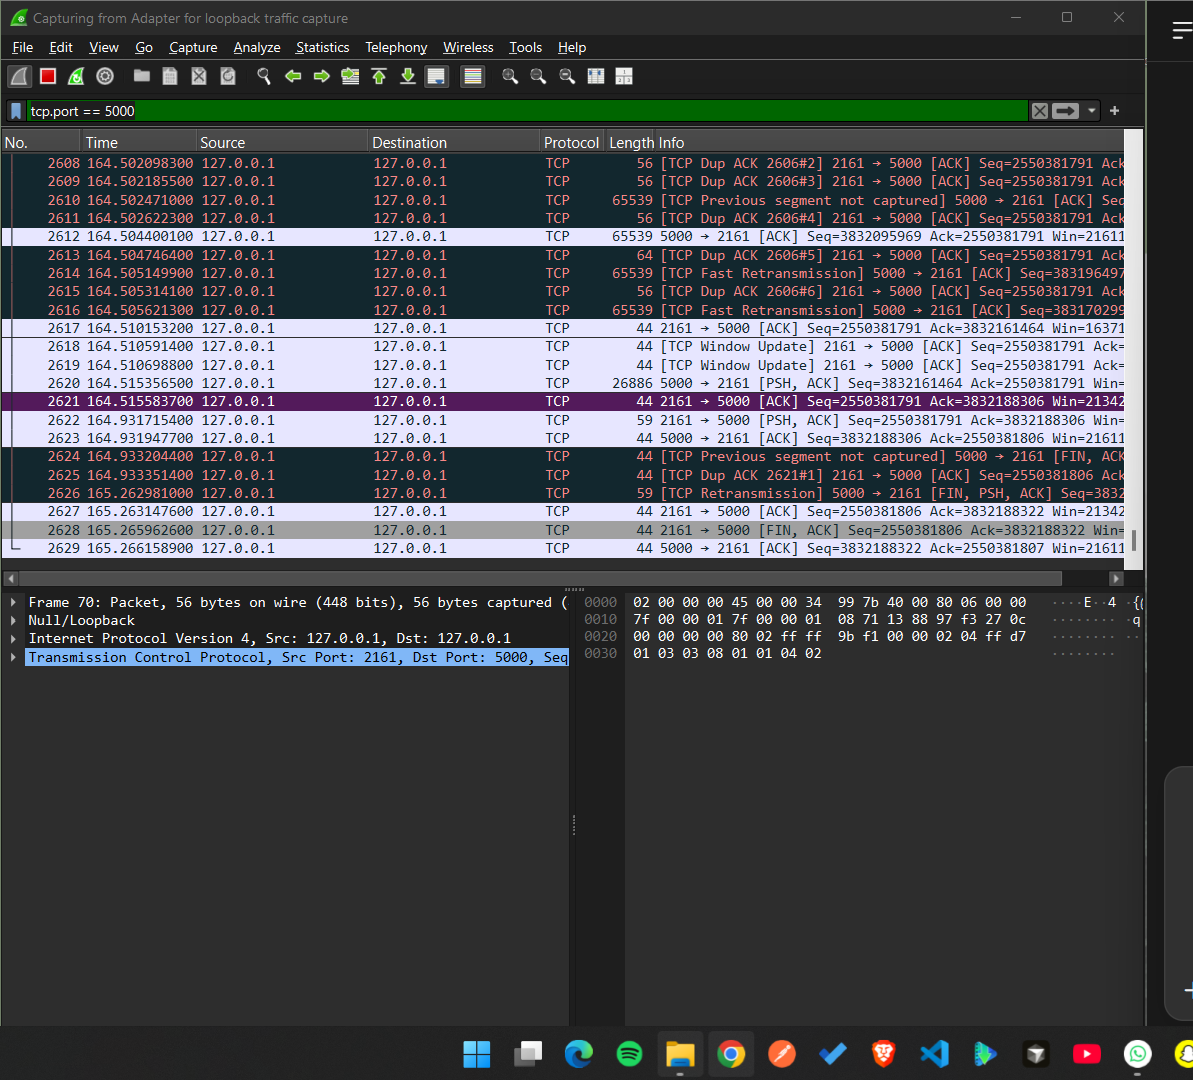 Capturing from Adapter for loopback traffic capture
File Edit View Go Capture Analyze Statistics Telephony Wireless Tools Help
tcp.port == 5000
No. Time Source Destination Protocol Length Info
2608 164.502098300 127.0.0.1 127.0.0.1 TCP 56 [TCP Dup ACK 2606#2] 2161 → 5000 [ACK] Seq=2550381791 Ack
2609 164.502185500 127.0.0.1 127.0.0.1 TCP 56 [TCP Dup ACK 2606#3] 2161 → 5000 [ACK] Seq=2550381791 Ack
2610 164.502471000 127.0.0.1 127.0.0.1 TCP 65539 [TCP Previous segment not captured] 5000 → 2161 [ACK] Seq
2611 164.502622300 127.0.0.1 127.0.0.1 TCP 56 [TCP Dup ACK 2606#4] 2161 → 5000 [ACK] Seq=2550381791 Ack
2612 164.504400100 127.0.0.1 127.0.0.1 TCP 65539 5000 → 2161 [ACK] Seq=3832095969 Ack=2550381791 Win=21611
2613 164.504746400 127.0.0.1 127.0.0.1 TCP 64 [TCP Dup ACK 2606#5] 2161 → 5000 [ACK] Seq=2550381791 Ack
2614 164.505149900 127.0.0.1 127.0.0.1 TCP 65539 [TCP Fast Retransmission] 5000 → 2161 [ACK] Seq=383196497
2615 164.505314100 127.0.0.1 127.0.0.1 TCP 56 [TCP Dup ACK 2606#6] 2161 → 5000 [ACK] Seq=2550381791 Ack
2616 164.505621300 127.0.0.1 127.0.0.1 TCP 65539 [TCP Fast Retransmission] 5000 → 2161 [ACK] Seq=383170299
2617 164.510153200 127.0.0.1 127.0.0.1 TCP 44 2161 → 5000 [ACK] Seq=2550381791 Ack=3832161464 Win=16371
2618 164.510591400 127.0.0.1 127.0.0.1 TCP 44 [TCP Window Update] 2161 → 5000 [ACK] Seq=2550381791 Ack=
2619 164.510698800 127.0.0.1 127.0.0.1 TCP 44 [TCP Window Update] 2161 → 5000 [ACK] Seq=2550381791 Ack=
2620 164.515356500 127.0.0.1 127.0.0.1 TCP 26886 5000 → 2161 [PSH, ACK] Seq=3832161464 Ack=2550381791 Win=
2621 164.515583700 127.0.0.1 127.0.0.1 TCP 44 2161 → 5000 [ACK] Seq=2550381791 Ack=3832188306 Win=21342
2622 164.931715400 127.0.0.1 127.0.0.1 TCP 59 2161 → 5000 [PSH, ACK] Seq=2550381791 Ack=3832188306 Win=
2623 164.931947700 127.0.0.1 127.0.0.1 TCP 44 5000 → 2161 [ACK] Seq=3832188306 Ack=2550381806 Win=21611
2624 164.933204400 127.0.0.1 127.0.0.1 TCP 44 [TCP Previous segment not captured] 5000 → 2161 [FIN, ACK
2625 164.933351400 127.0.0.1 127.0.0.1 TCP 44 [TCP Dup ACK 2621#1] 2161 → 5000 [ACK] Seq=2550381806 Ack=
2626 165.262981000 127.0.0.1 127.0.0.1 TCP 59 [TCP Retransmission] 5000 → 2161 [FIN, PSH, ACK] Seq=3832
2627 165.263147600 127.0.0.1 127.0.0.1 TCP 44 2161 → 5000 [ACK] Seq=2550381806 Ack=3832188322 Win=21342
2628 165.265962600 127.0.0.1 127.0.0.1 TCP 44 2161 → 5000 [FIN, ACK] Seq=2550381806 Ack=3832188322 Win=
2629 165.266158900 127.0.0.1 127.0.0.1 TCP 44 5000 → 2161 [ACK] Seq=3832188322 Ack=2550381807 Win=21611
Frame 70: Packet, 56 bytes on wire (448 bits), 56 bytes captured (
Null/Loopback
Internet Protocol Version 4, Src: 127.0.0.1, Dst: 127.0.0.1
Transmission Control Protocol, Src Port: 2161, Dst Port: 5000, Seq
0000 02 00 00 00 45 00 00 34 99 7b 40 00 80 06 00 00 ····E··4 ·{
0010 7f 00 00 01 7f 00 00 01 08 71 13 88 97 f3 27 0c ········ ·q
0020 00 00 00 00 80 02 ff ff 9b f1 00 00 02 04 ff d7 ········ ··
0030 01 03 03 08 01 01 04 02 ········